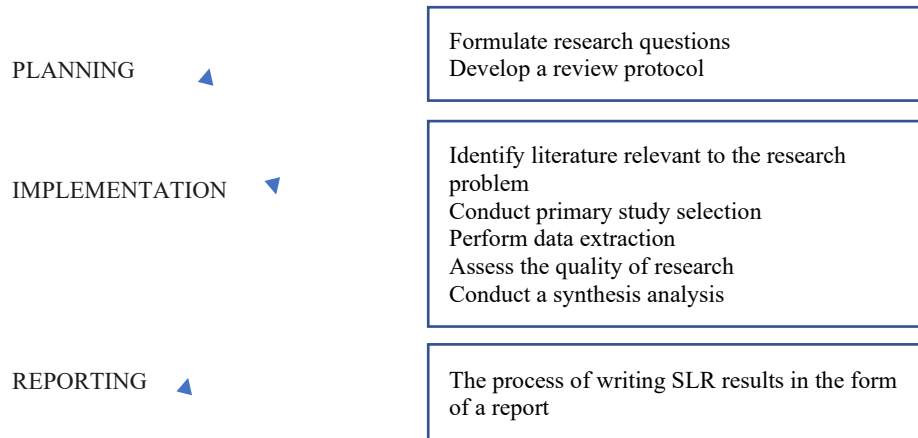 PLANNING
Formulate research questions
Develop a review protocol
IMPLEMENTATION
Identify literature relevant to the research
problem
Conduct primary study selection
Perform data extraction
Assess the quality of research
Conduct a synthesis analysis
REPORTING
The process of writing SLR results in the form
of a report